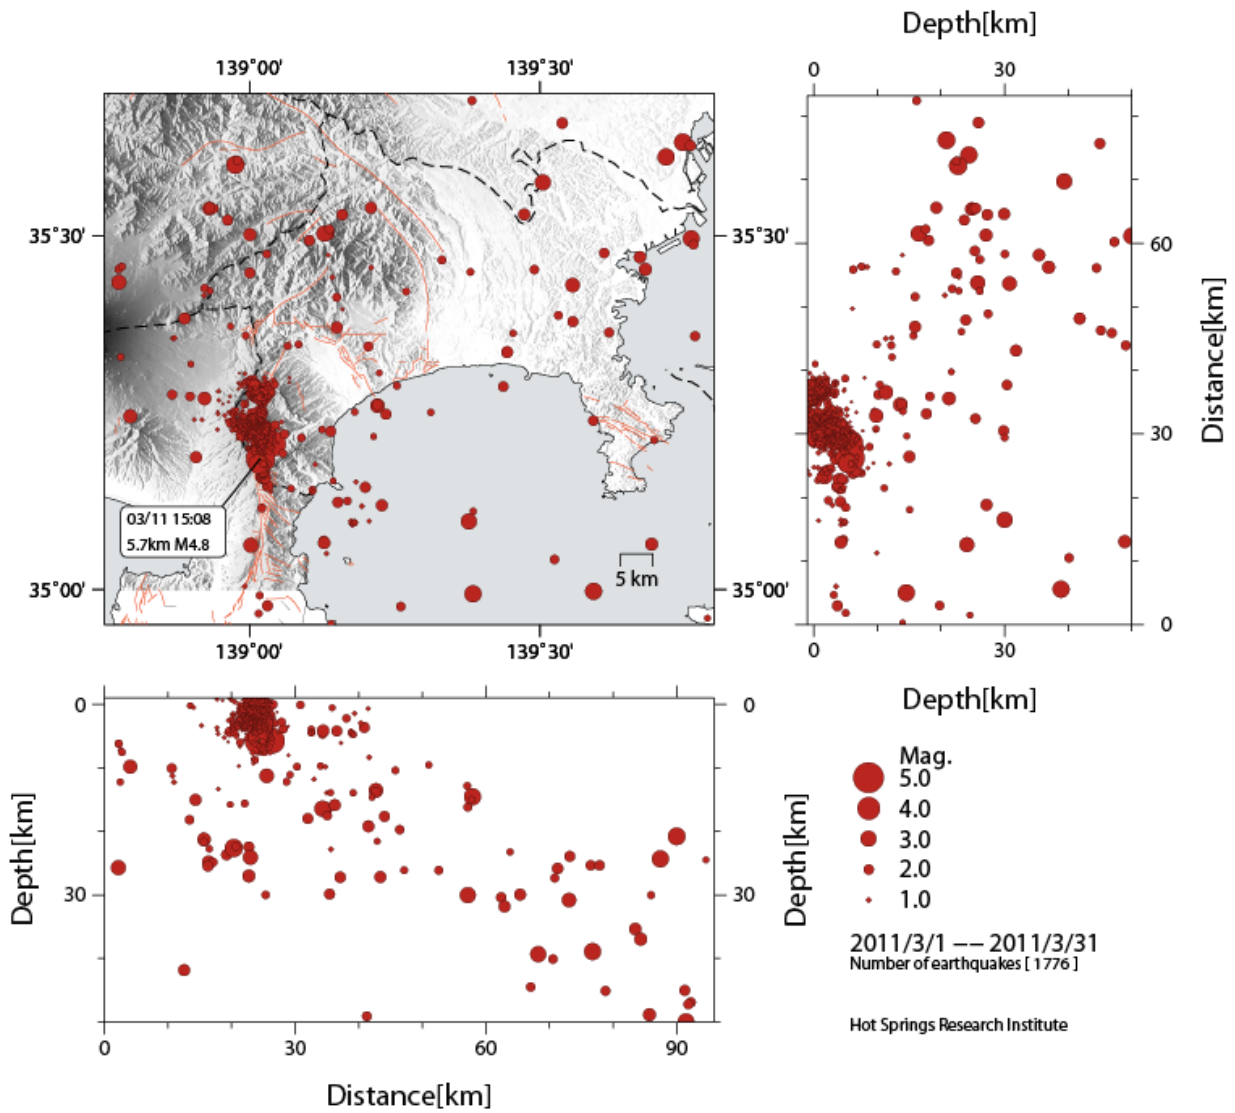 Depth[km]
139°00' 139°30' 0 30
35°30' 35°30' 60
Distance[km]
30
03/11 15:08
5.7km M4.8
5 km
35°00' 35°00' 0
139°00' 139°30' 0 30
Depth[km]
0 0
Mag.
5.0
4.0
3.0
2.0
1.0
Depth[km] Depth[km]
30 30
2011/3/1 −− 2011/3/31
Number of earthquakes [ 1776 ]
Hot Springs Research Institute
0 30 60 90
Distance[km]